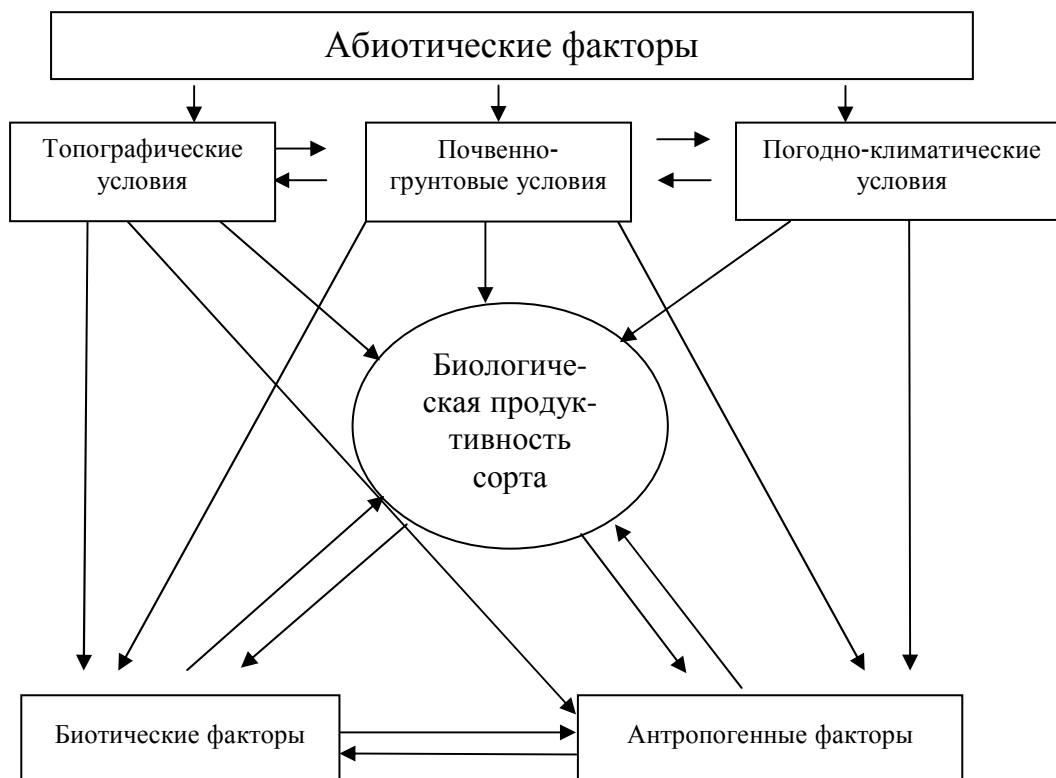 Абиотические факторы
Топографические
условия
Почвенно-
грунтовые условия
Погодно-климатические
условия
Биологиче-
ская продук-
тивность
сорта
Биотические факторы
Антропогенные факторы